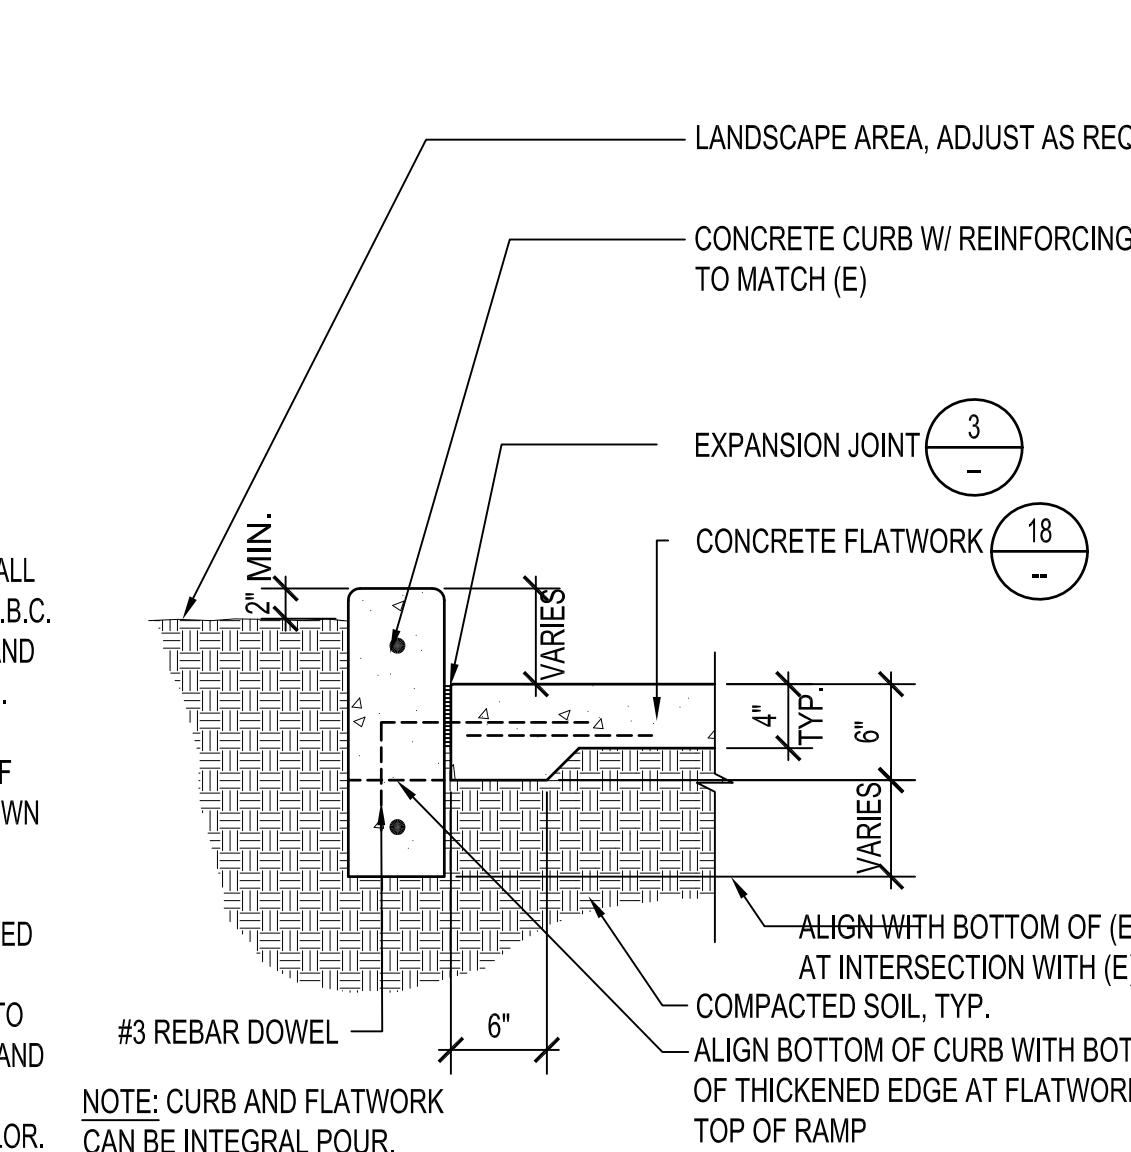 LANDSCAPE AREA, ADJUST AS
CONCRETE CURB W/ REINFORCING
TO MATCH (E)
EXPANSION JOINT
3
–
CONCRETE FLATWORK
18
--
2" MIN.
VARIES
4"
TYP.
6"
VARIES
ALL
.B.C.
AND
.
F
WN
ED
TO
AND
LOR.
ALIGN WITH BOTTOM OF (E
AT INTERSECTION WITH (E)
COMPACTED SOIL, TYP.
#3 REBAR DOWEL
6"
ALIGN BOTTOM OF CURB WITH
OF THICKENED EDGE AT FLATWORK
TOP OF RAMP
NOTE: CURB AND FLATWORK
CAN BE INTEGRAL POUR.